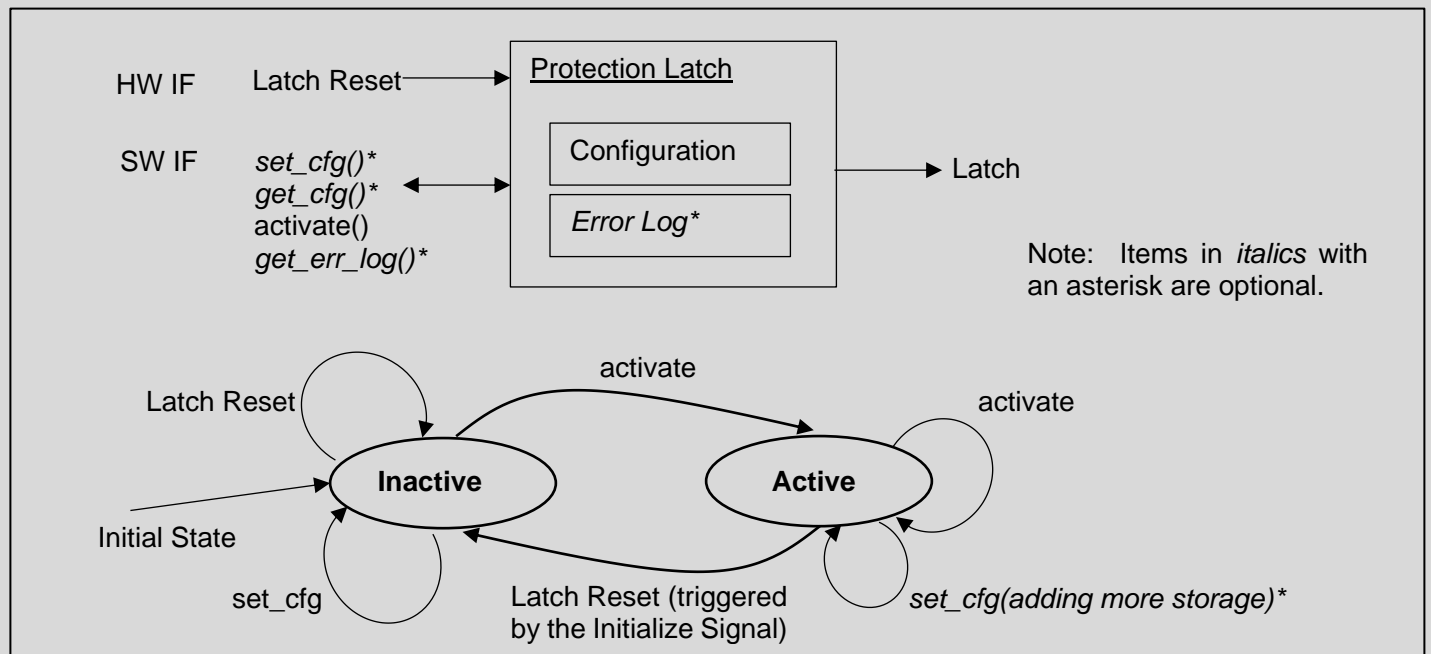 HW IF Latch Reset
Protection Latch
SW IF set_cfg()*
get_cfg()*
activate()
get_err_log()*
Configuration
Error Log*
Latch
Note: Items in italics with
an asterisk are optional.
activate
Latch Reset
activate
Inactive
Active
Initial State
set_cfg
Latch Reset (triggered
by the Initialize Signal)
set_cfg(adding more storage)*